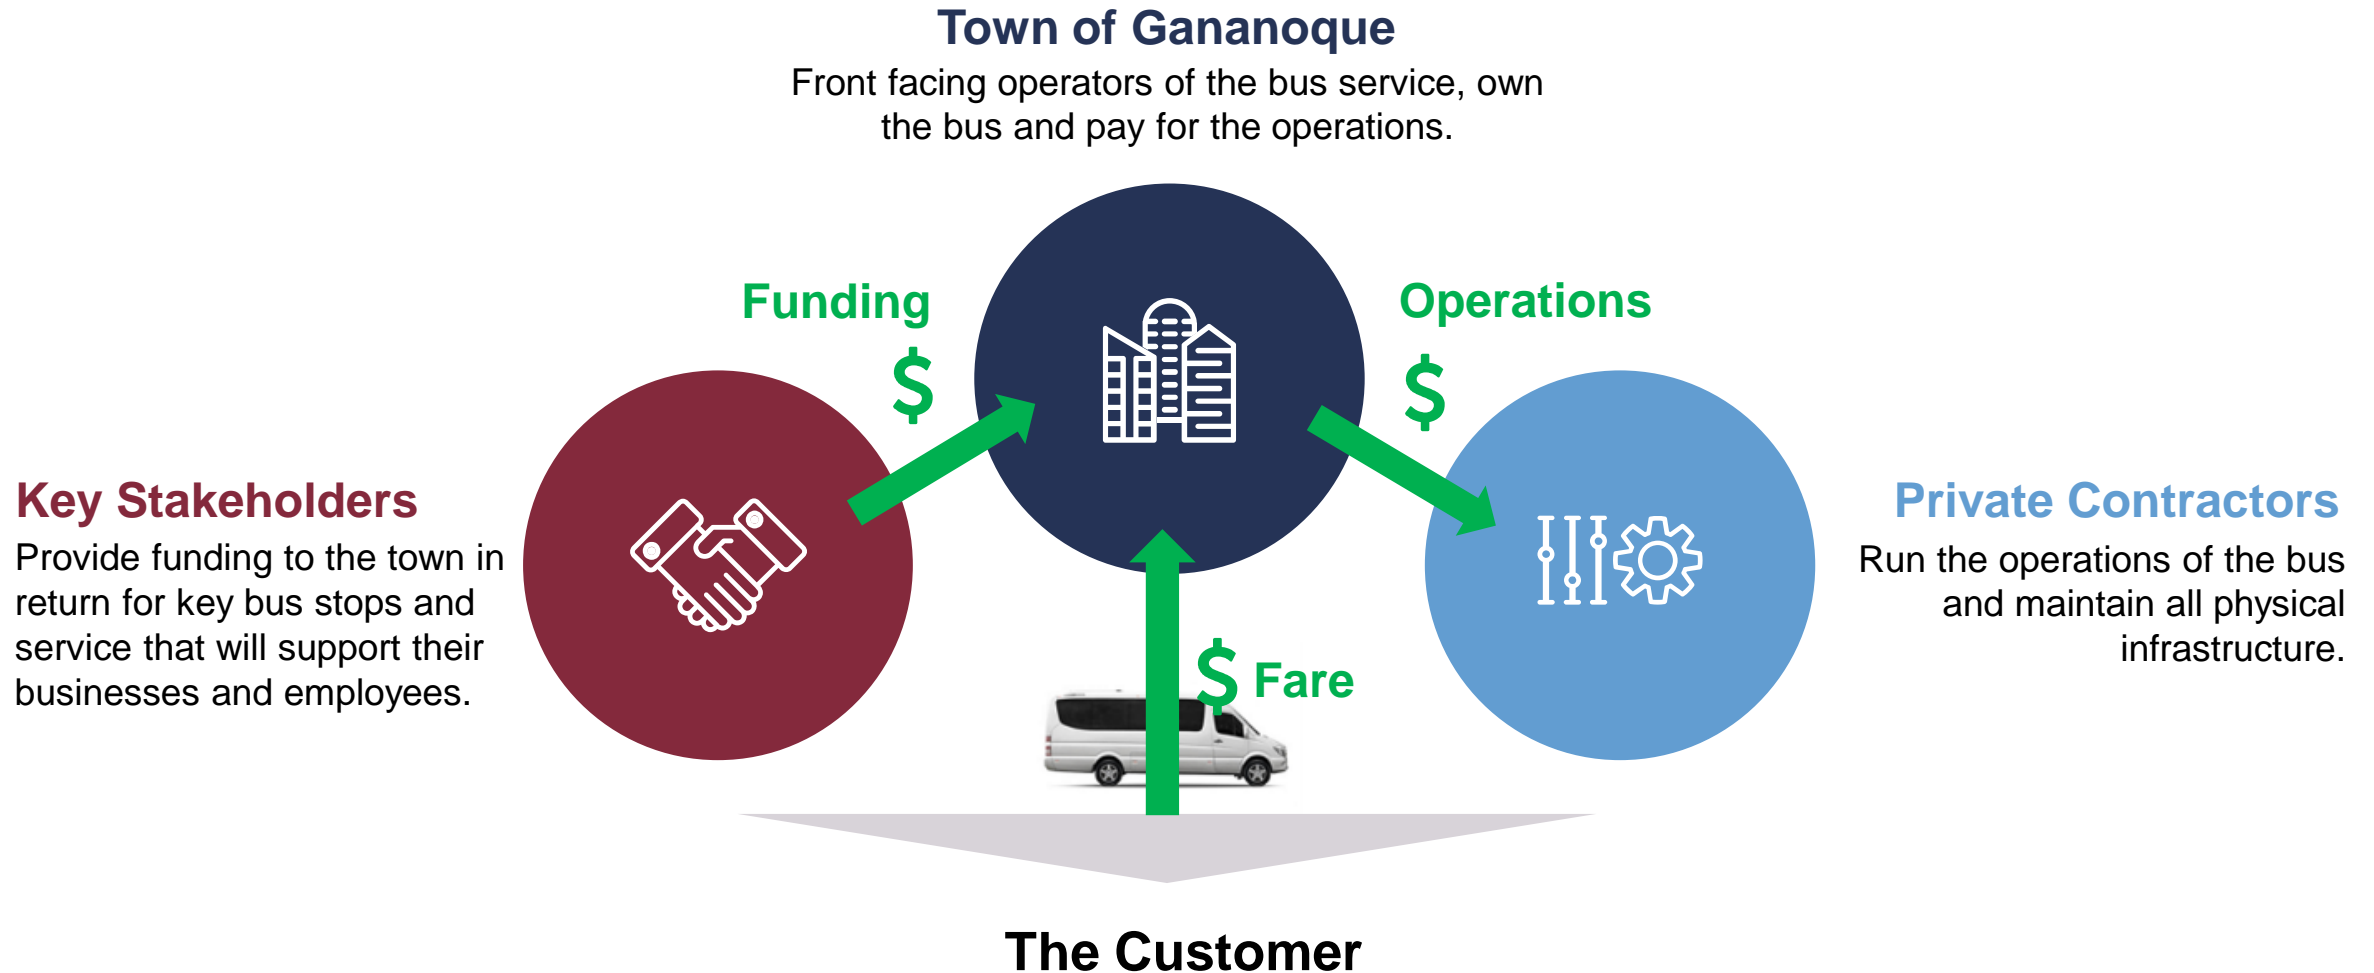 Town of Gananoque
Front facing operators of the bus service, own
the bus and pay for the operations.
Funding
$
Operations
$
Key Stakeholders
Provide funding to the town in
return for key bus stops and
service that will support their
businesses and employees.
Private Contractors
Run the operations of the bus
and maintain all physical
infrastructure.
$ Fare
The Customer